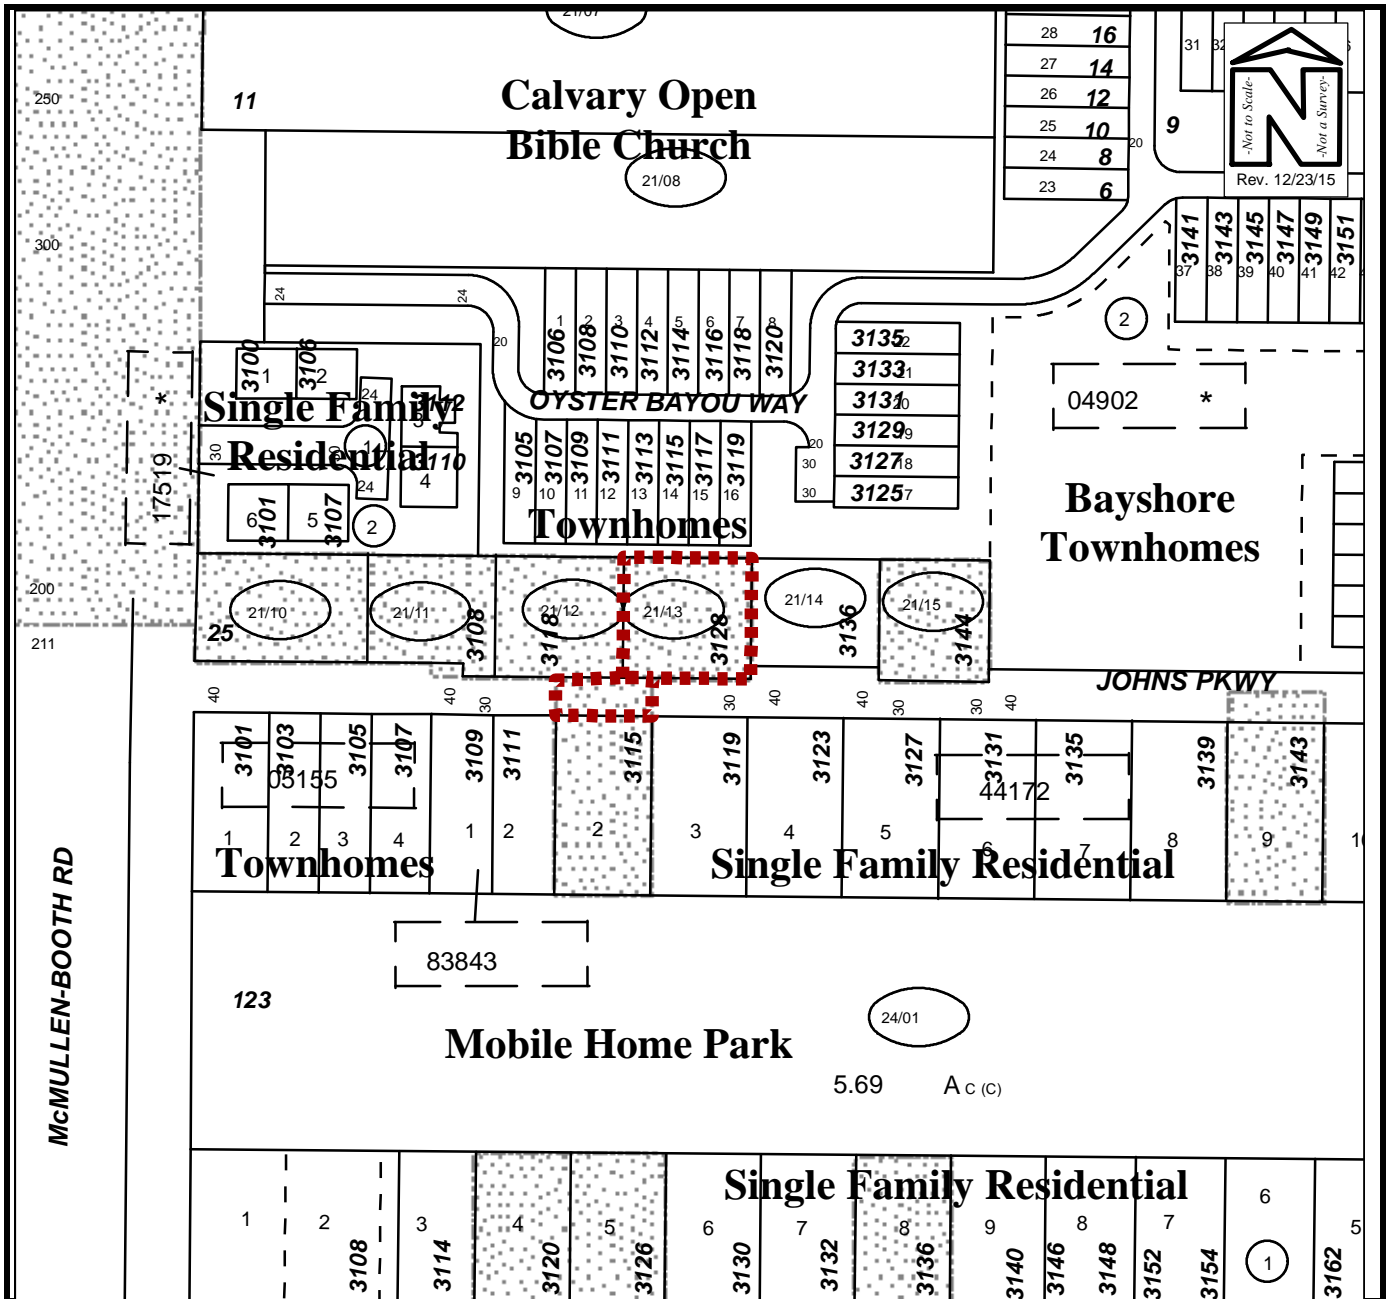 21/07
28 16
27 14
26 12
25 10
24 8
23 6
20
31
9
-Not to Scale-
-Not a Survey-
Rev. 12/23/15
250
11
Calvary Open
Bible Church
21/08
300
3141 3143 3145 3147 3149 3151
37 38 39 40 41 42
2
24
24
20
1 2 3 4 5 6 7 8
3106 3108 3110 3112 3114 3116 3118 3120
3135 22
3133 21
3131 20
3129 19
3127 18
3125 17
04902 *
3100 3106
1 2
24
3112
3
Single Family
Residential
OYSTER BAYOU WAY
17519 *
30
30
1
24
3110
4
3105 3107 3109 3111 3113 3115 3117 3119
9 10 11 12 13 14 15 16
20
30
30
6 3101 5 3107
2
Townhomes
Bayshore
Townhomes
200
211
21/10
21/11
21/12
21/13
21/14
21/15
25
3108
3118
3128
3136
3144
JOHNS PKWY
40
40
30
30
40
40
30
30
40
3101 3103 3105 3107 3109 3111 3115 3119 3123 3127 3131 3135 3139 3143
05155
44172
1 2 3 4 1 2 2 3 4 5 6 7 8 9
Townhomes
Single Family Residential
McMULLEN-BOOTH RD
83843
123
24/01
Mobile Home Park
5.69 A C (C)
Single Family Residential
1 2 3 4 5 6 7 8 9 8 7 6 5
3108 3114 3120 3126 3130 3132 3136 3140 3146 3148 3152 3154 3162
1